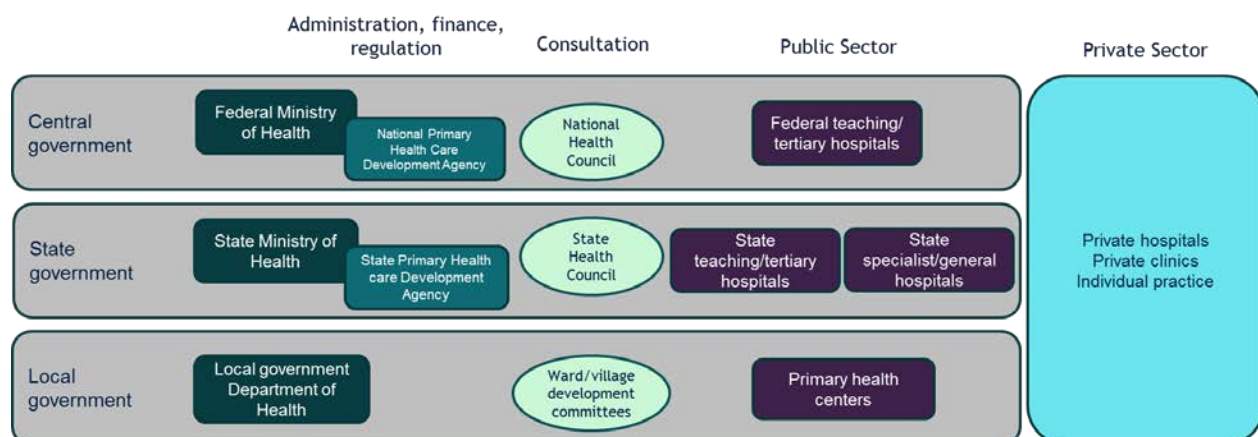 Administration, finance,
regulation
Consultation
Public Sector
Private Sector
Central
government
Federal Ministry
of Health
National Primary
Health Care
Development Agency
National
Health
Council
Federal teaching/
tertiary hospitals
State
government
State Ministry of
Health
State Primary Health
care Development
Agency
State
Health
Council
State
teaching/tertiary
hospitals
State
specialist/general
hospitals
Private hospitals
Private clinics
Individual practice
Local
government
Local government
Department of
Health
Ward/village
development
committees
Primary health
centers